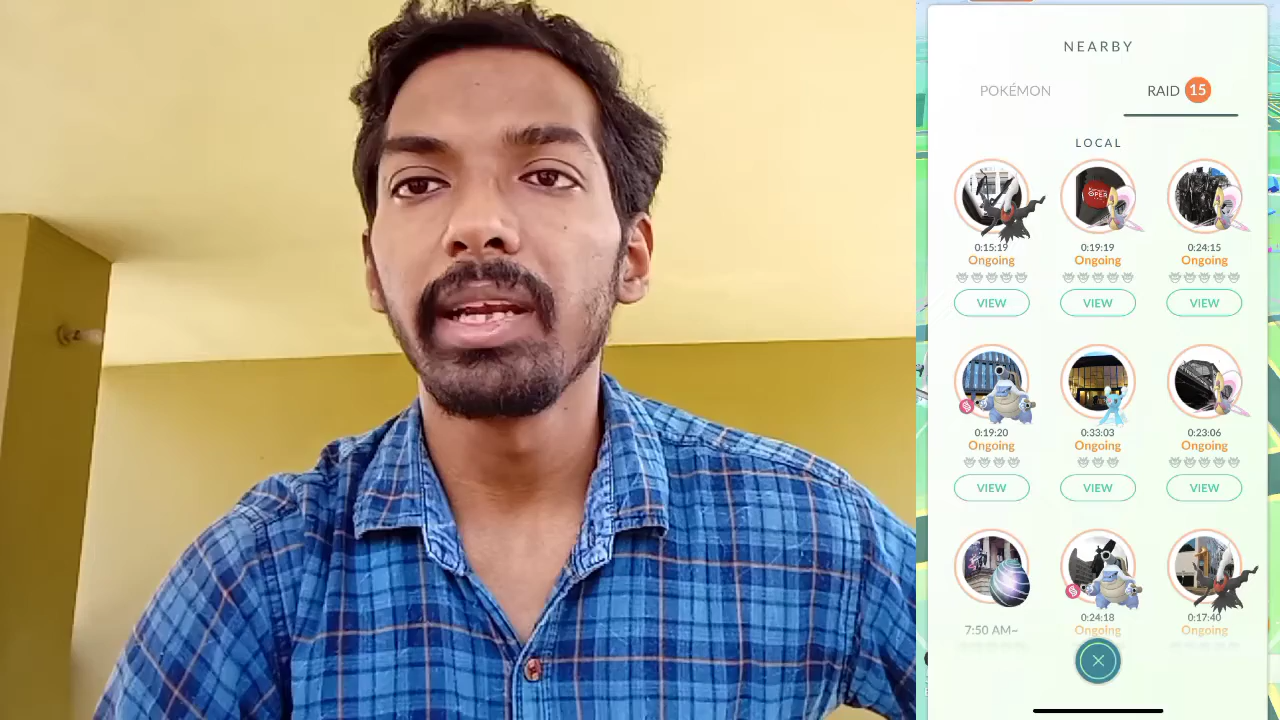 NEARBY
POKÉMON
RAID 15
LOCAL
OPEN
0:15:19 0:19:19 0:24:15
Ongoing Ongoing Ongoing
VIEW VIEW VIEW
0:19:20 0:33:03 0:23:06
Ongoing Ongoing Ongoing
VIEW VIEW VIEW
7:50 AM~ 0:24:18 0:17:40
Ongoing Ongoing